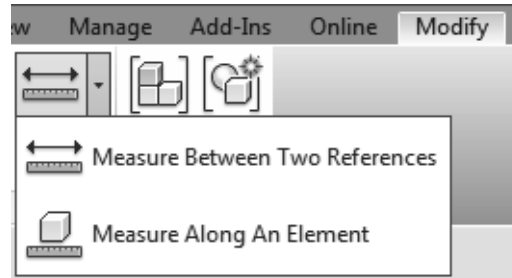 Manage Add-Ins Online Modify
Measure Between Two References
Measure Along An Element